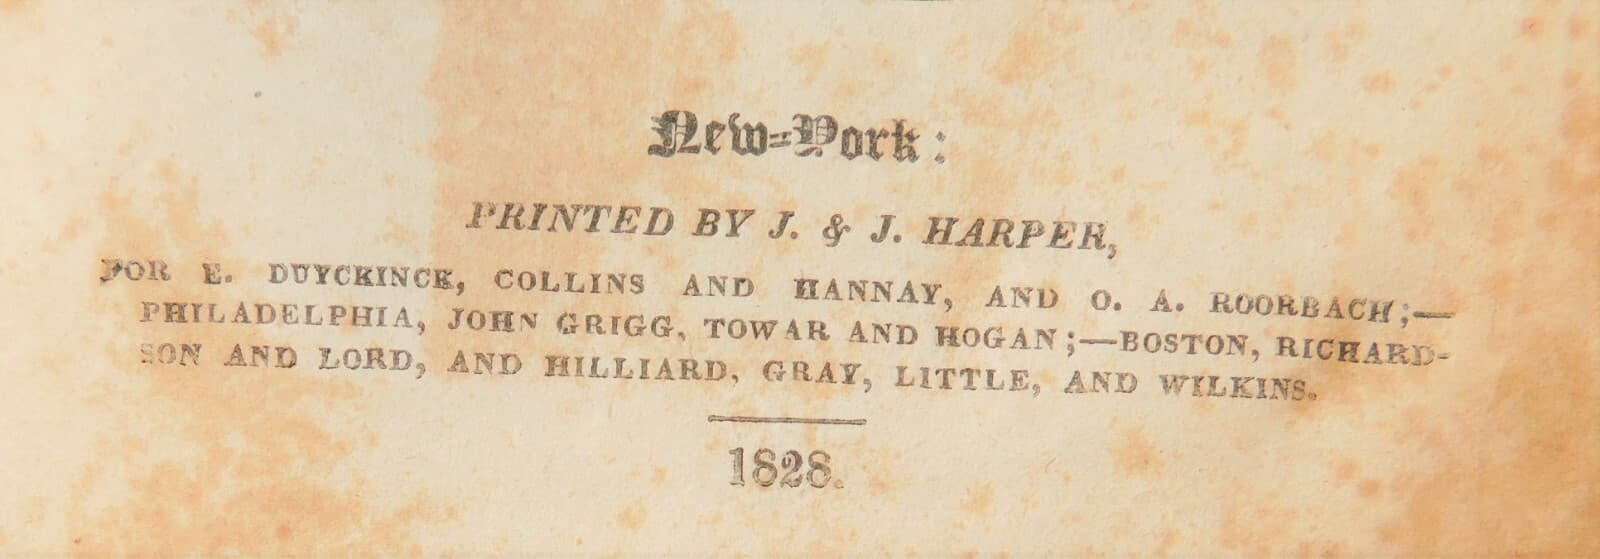 New-York:
PRINTED BY J. & J. HARPER,
FOR E. DUYCKINCK, COLLINS AND HANNAY, AND O. A. ROORBACH;—
PHILADELPHIA, JOHN GRIGG, TOWAR AND HOGAN;—BOSTON, RICHARD-
SON AND LORD, AND HILLIARD, GRAY, LITTLE, AND WILKINS.
1828.